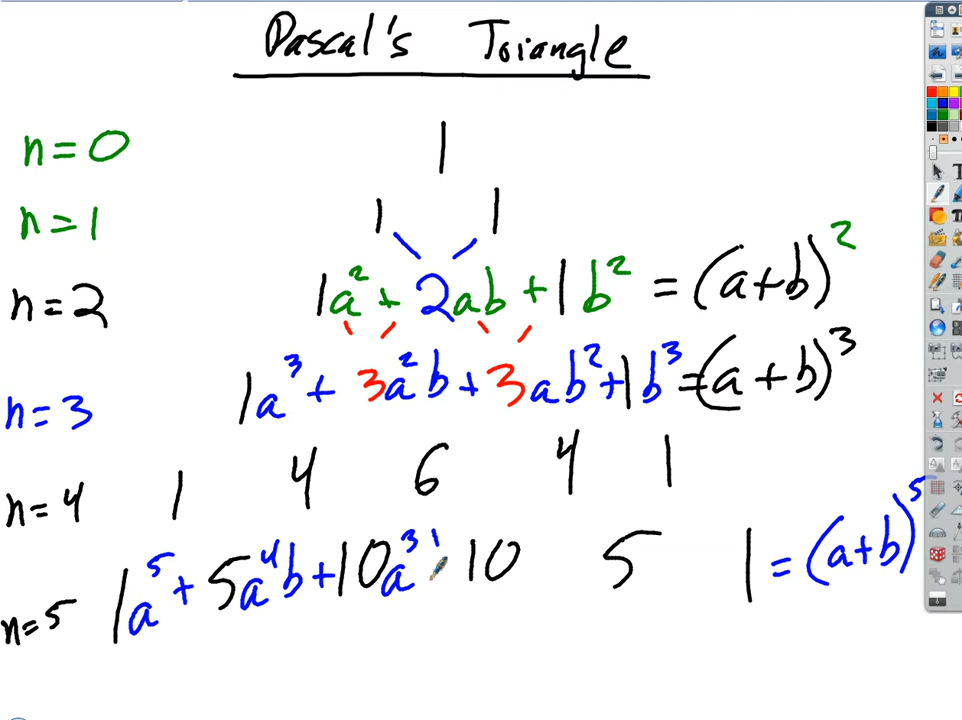 Pascal's Triangle
n=0 1
n=1 1 1
n=2 1a² + 2ab + 1b² = (a+b)²
n=3 1a³ + 3a²b + 3ab² + 1b³ = (a+b)³
n=4 1 4 6 4 1
n=5 1a⁵ + 5a⁴b + 10a³ 10 5 1 = (a+b)⁵